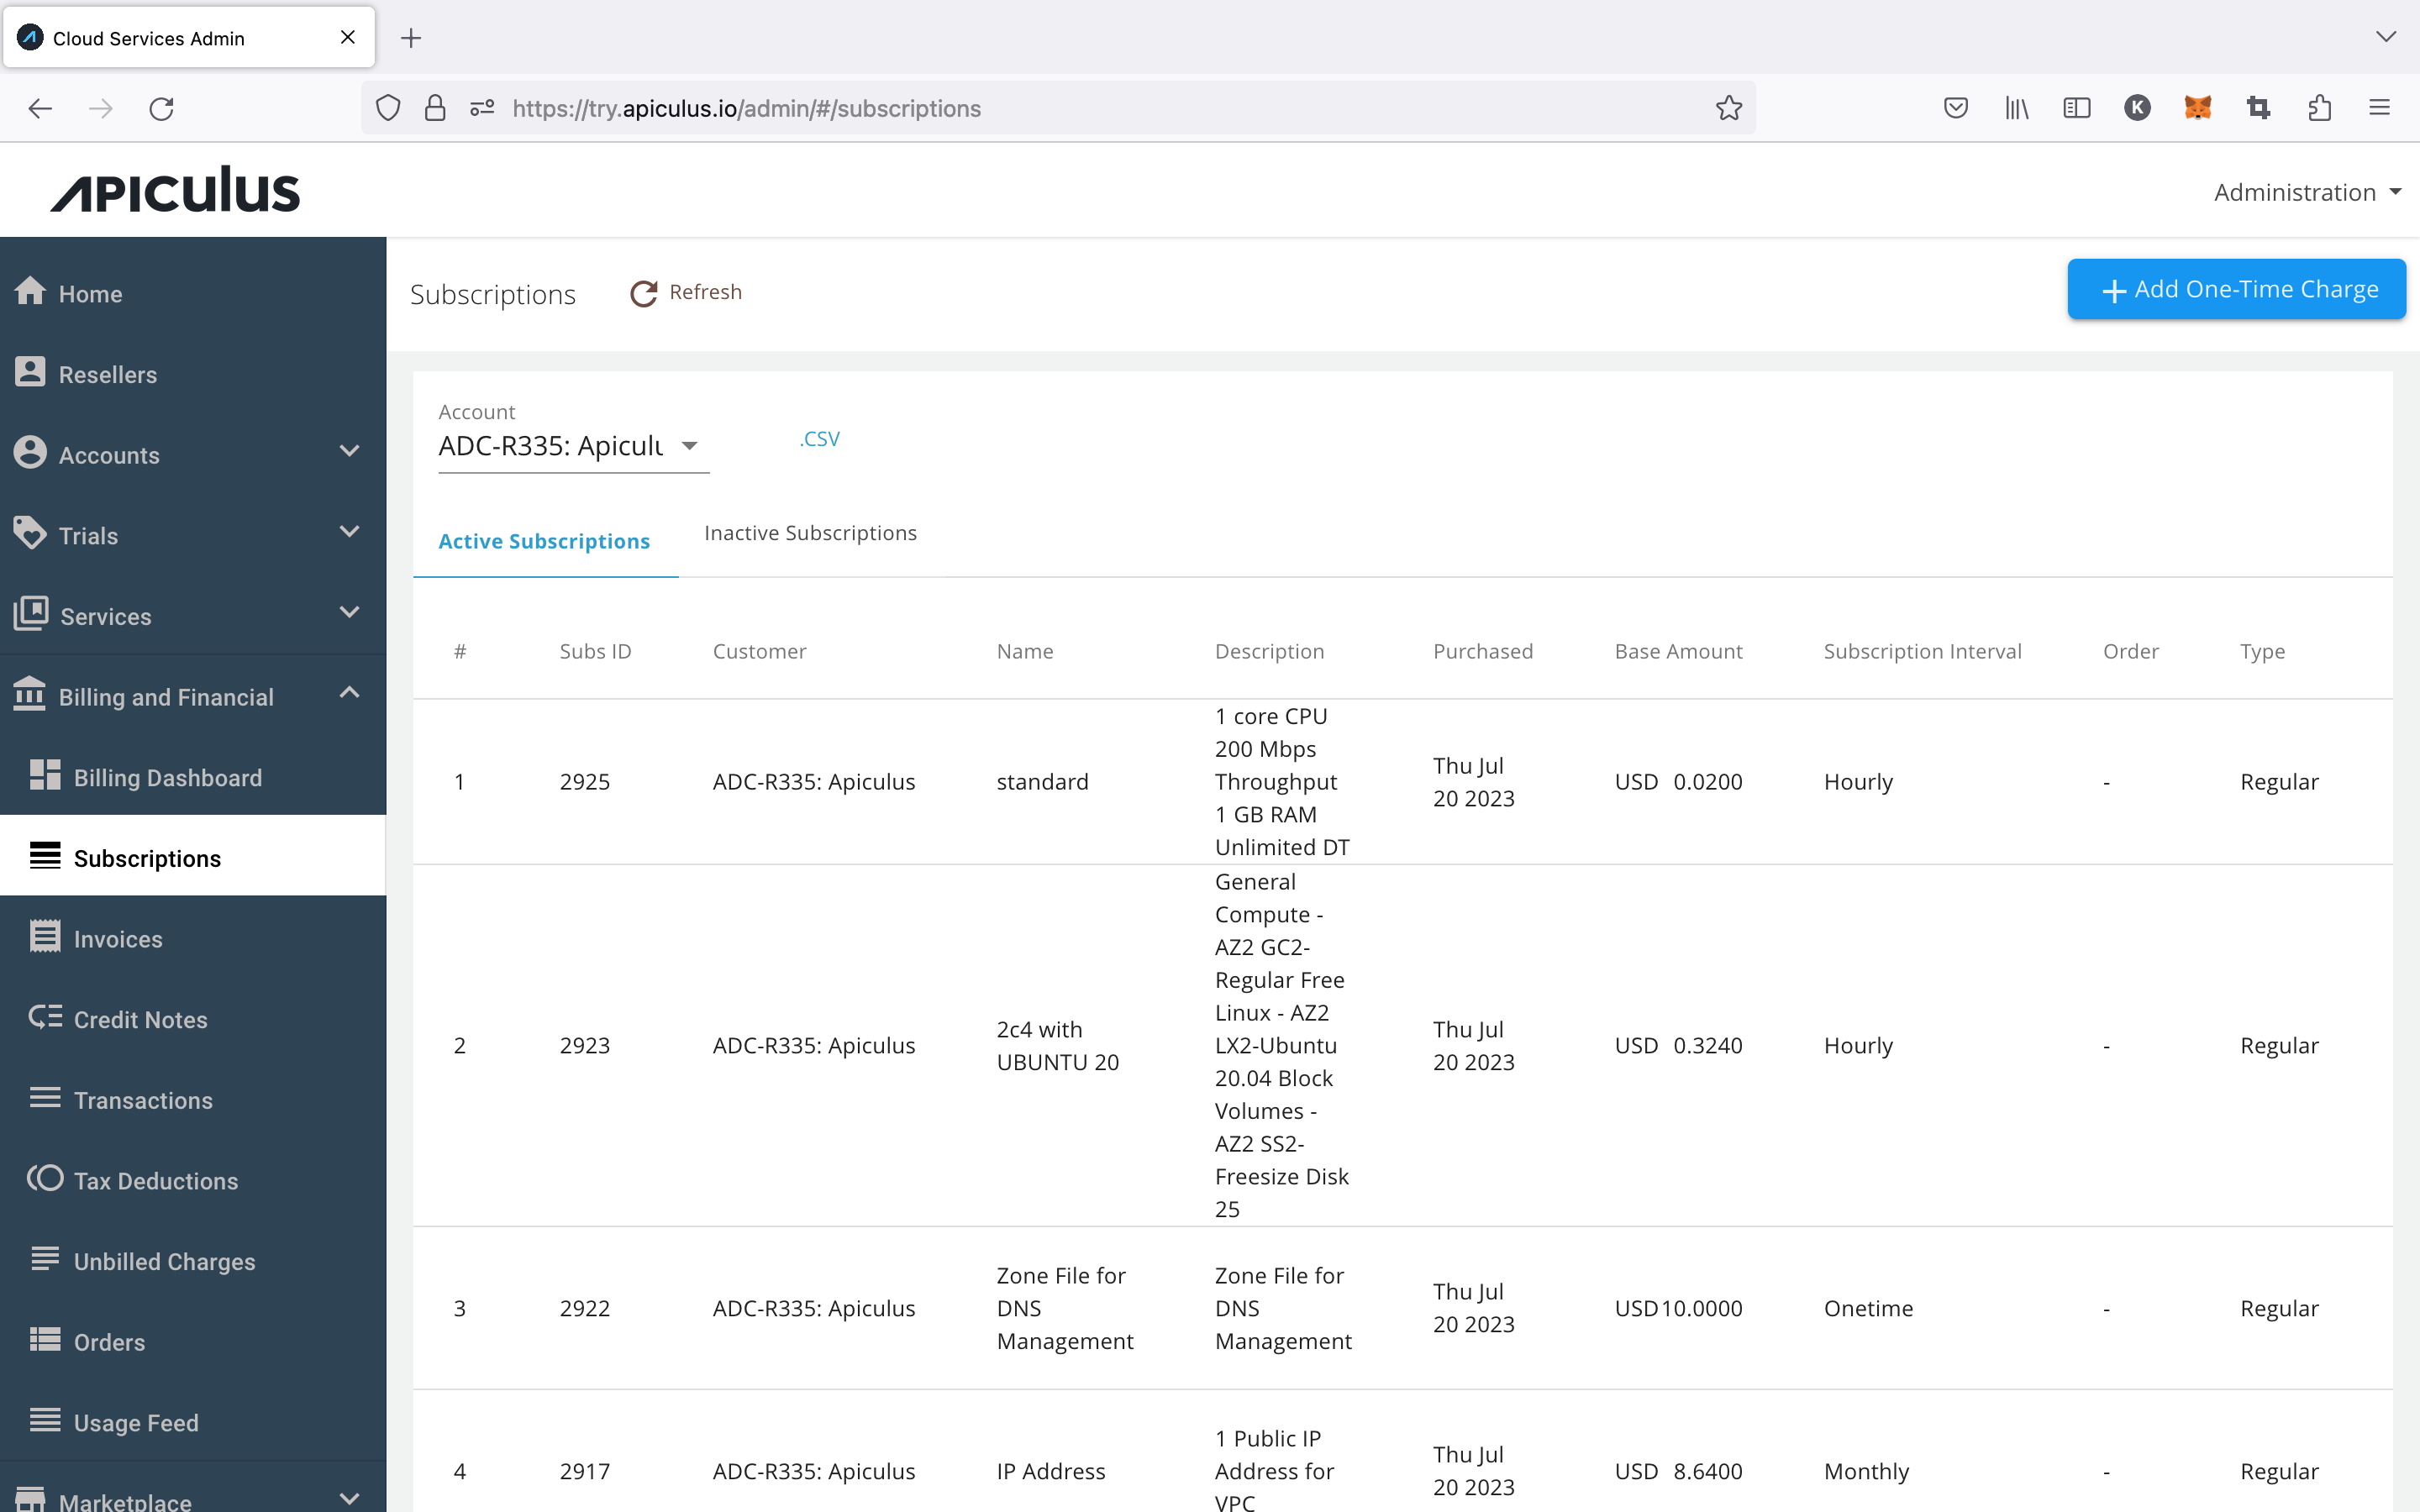 Cloud Services Admin
https://try.apiculus.io/admin/#/subscriptions
K
APICULUS
Administration
Home
Resellers
Accounts
Trials
Services
Billing and Financial
Billing Dashboard
Subscriptions
Invoices
Credit Notes
Transactions
Tax Deductions
Unbilled Charges
Orders
Usage Feed
Marketplace
Subscriptions
Refresh
Add One-Time Charge
Account
ADC-R335: Apicul
.CSV
Active Subscriptions
Inactive Subscriptions
# Subs ID Customer Name Description Purchased Base Amount Subscription Interval Order Type
1
2925
ADC-R335: Apiculus
standard
1 core CPU
200 Mbps
Throughput
1 GB RAM
Unlimited DT
Thu Jul
20 2023
USD 0.0200
Hourly
-
Regular
2
2923
ADC-R335: Apiculus
2c4 with
UBUNTU 20
General
Compute -
AZ2 GC2-
Regular Free
Linux - AZ2
LX2-Ubuntu
20.04 Block
Volumes -
AZ2 SS2-
Freesize Disk
25
Thu Jul
20 2023
USD 0.3240
Hourly
-
Regular
3
2922
ADC-R335: Apiculus
Zone File for
DNS
Management
Zone File for
DNS
Management
Thu Jul
20 2023
USD 10.0000
Onetime
-
Regular
4
2917
ADC-R335: Apiculus
IP Address
1 Public IP
Address for
VPC
Thu Jul
20 2023
USD 8.6400
Monthly
-
Regular